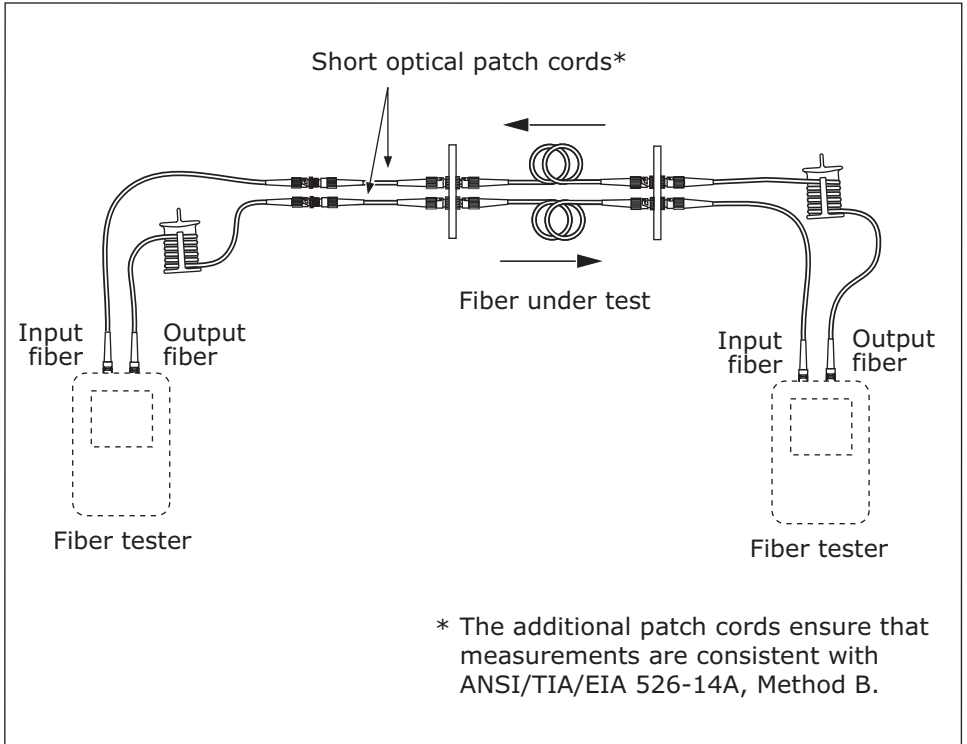 Short optical patch cords*
Fiber under test
Input
fiber
Output
fiber
Input
fiber
Output
fiber
Fiber tester
Fiber tester
* The additional patch cords ensure that
measurements are consistent with
ANSI/TIA/EIA 526-14A, Method B.